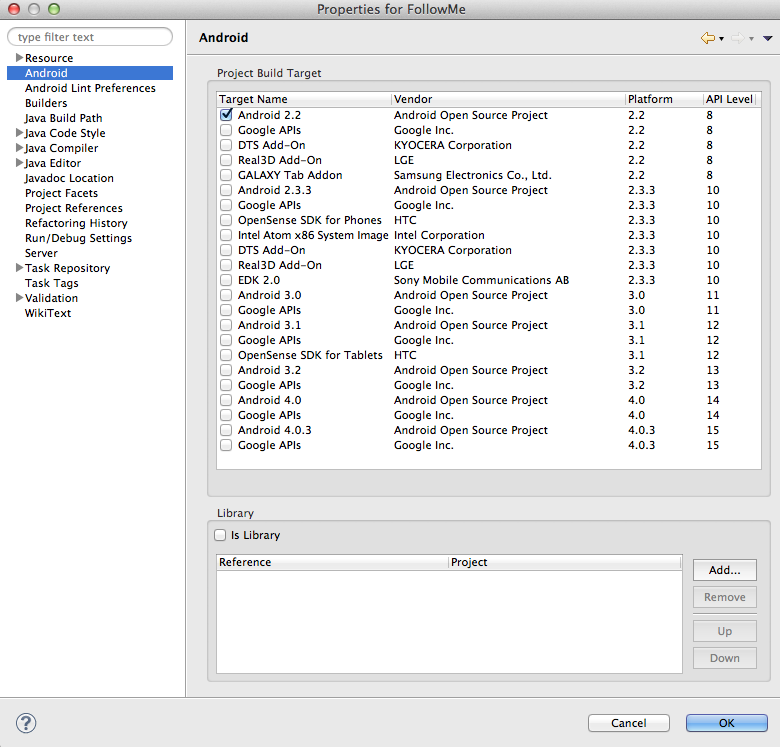 Properties for FollowMe
type filter text
Resource
Android
Android Lint Preferences
Builders
Java Build Path
Java Code Style
Java Compiler
Java Editor
Javadoc Location
Project Facets
Project References
Refactoring History
Run/Debug Settings
Server
Task Repository
Task Tags
Validation
WikiText
Android
Project Build Target
Target Name Vendor Platform API Level
Android 2.2 Android Open Source Project 2.2 8
Google APIs Google Inc. 2.2 8
DTS Add-On KYOCERA Corporation 2.2 8
Real3D Add-On LGE 2.2 8
GALAXY Tab Addon Samsung Electronics Co., Ltd. 2.2 8
Android 2.3.3 Android Open Source Project 2.3.3 10
Google APIs Google Inc. 2.3.3 10
OpenSense SDK for Phones HTC 2.3.3 10
Intel Atom x86 System Image Intel Corporation 2.3.3 10
DTS Add-On KYOCERA Corporation 2.3.3 10
Real3D Add-On LGE 2.3.3 10
EDK 2.0 Sony Mobile Communications AB 2.3.3 10
Android 3.0 Android Open Source Project 3.0 11
Google APIs Google Inc. 3.0 11
Android 3.1 Android Open Source Project 3.1 12
Google APIs Google Inc. 3.1 12
OpenSense SDK for Tablets HTC 3.1 12
Android 3.2 Android Open Source Project 3.2 13
Google APIs Google Inc. 3.2 13
Android 4.0 Android Open Source Project 4.0 14
Google APIs Google Inc. 4.0 14
Android 4.0.3 Android Open Source Project 4.0.3 15
Google APIs Google Inc. 4.0.3 15
Library
Is Library
Reference Project
Add...
Remove
Up
Down
?
Cancel
OK